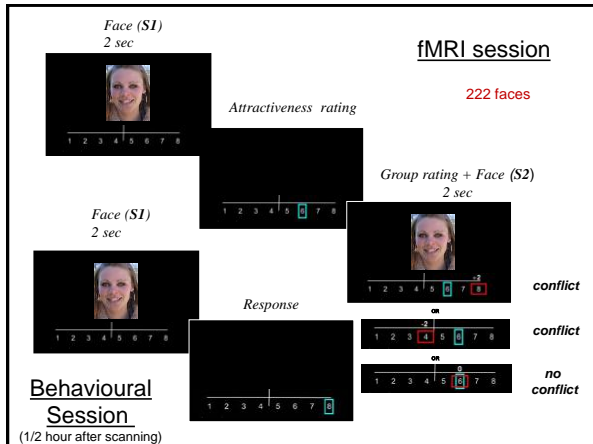 Face (S1)
2 sec
1 2 3 4 5 6 7 8
fMRI session
222 faces
Attractiveness rating
1 2 3 4 5 6 7 8
Group rating + Face (S2)
2 sec
+2
1 2 3 4 5 6 7 8
conflict
OR
-2
1 2 3 4 5 6 7 8
conflict
OR
0
1 2 3 4 5 6 7 8
no
conflict
Face (S1)
2 sec
1 2 3 4 5 6 7 8
Response
1 2 3 4 5 6 7 8
Behavioural
Session
(1/2 hour after scanning)